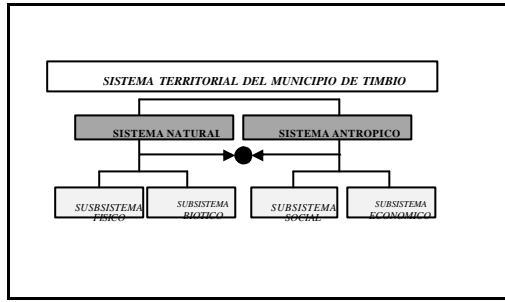 SISTEMA TERRITORIAL DEL MUNICIPIO DE TIMBIO
SISTEMA NATURAL
SISTEMA ANTROPICO
SUSBSISTEMA
FISICO
SUBSISTEMA
BIOTICO
SUBSISTEMA
SOCIAL
SUBSISTEMA
ECONOMICO